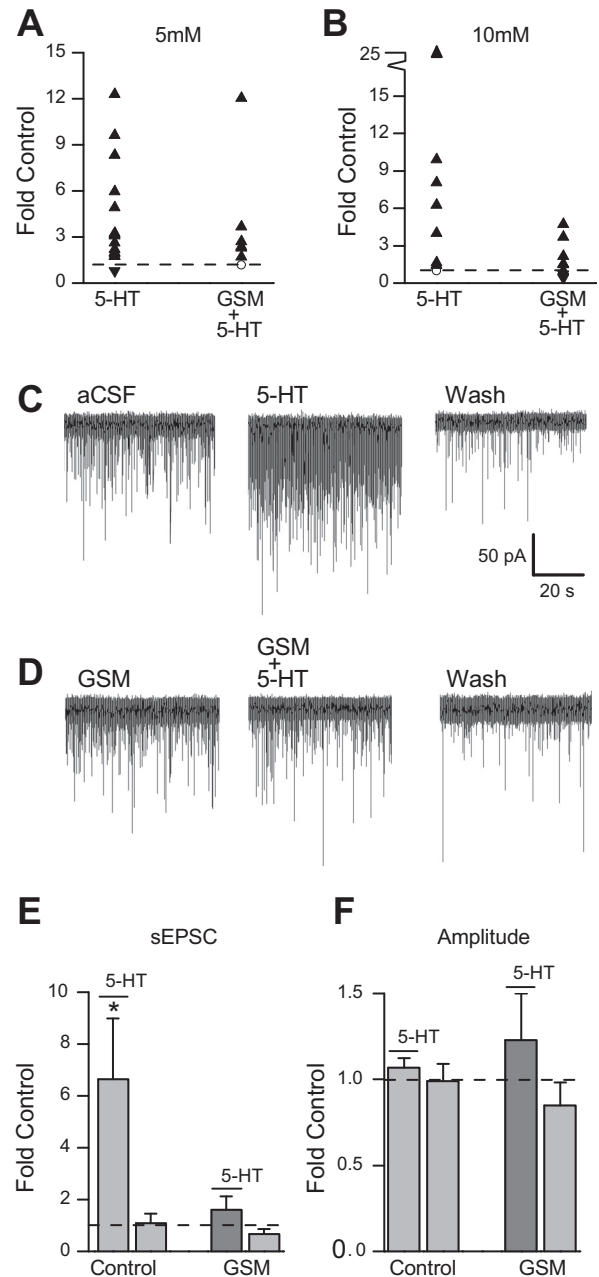 A
5mM
Fold Control
15
12
9
6
3
0
5-HT
GSM
+
5-HT
B
10mM
Fold Control
25
15
12
9
6
3
0
5-HT
GSM
+
5-HT
C
aCSF
5-HT
Wash
50 pA
20 s
D
GSM
GSM
+
5-HT
Wash
E
sEPSC
Fold Control
10
8
6
4
2
0
5-HT
*
5-HT
Control
GSM
F
Amplitude
Fold Control
1.5
1.0
0.5
0.0
5-HT
5-HT
Control
GSM